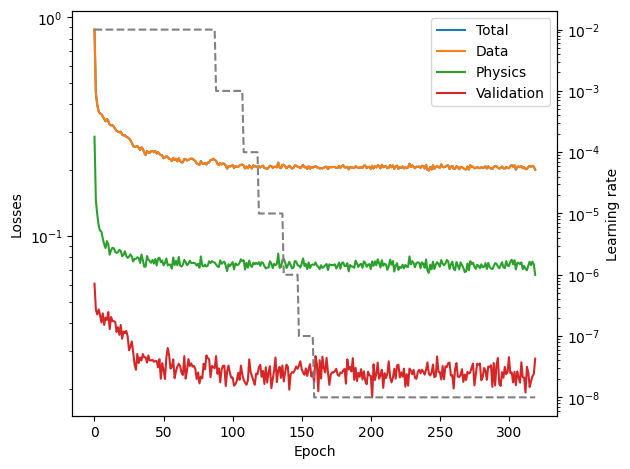 10⁰
10⁻¹
Losses
0
50
100
150
200
250
300
Epoch
10⁻²
10⁻³
10⁻⁴
10⁻⁵
10⁻⁶
10⁻⁷
10⁻⁸
Learning rate
Total
Data
Physics
Validation